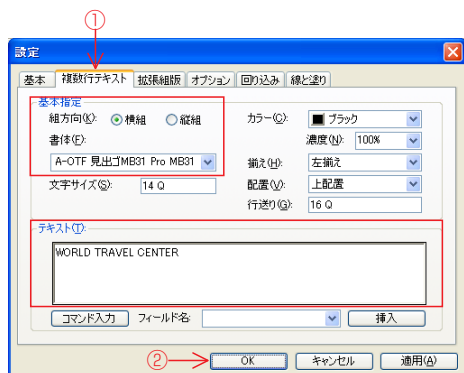 ①
設定
基本 複数行テキスト 拡張組版 オプション 回り込み 線と塗り
基本指定
組方向(K): 横組 縦組 カラー(C): ブラック
書体(F): 濃度(N): 100%
A-OTF 見出ゴMB31 Pro MB31 揃え(H): 左揃え
文字サイズ(S): 14 Q 配置(V): 上配置
行送り(G): 16 Q
テキスト(T):
WORLD TRAVEL CENTER
コマンド入力 フィールド名: 挿入
② OK キャンセル 適用(A)